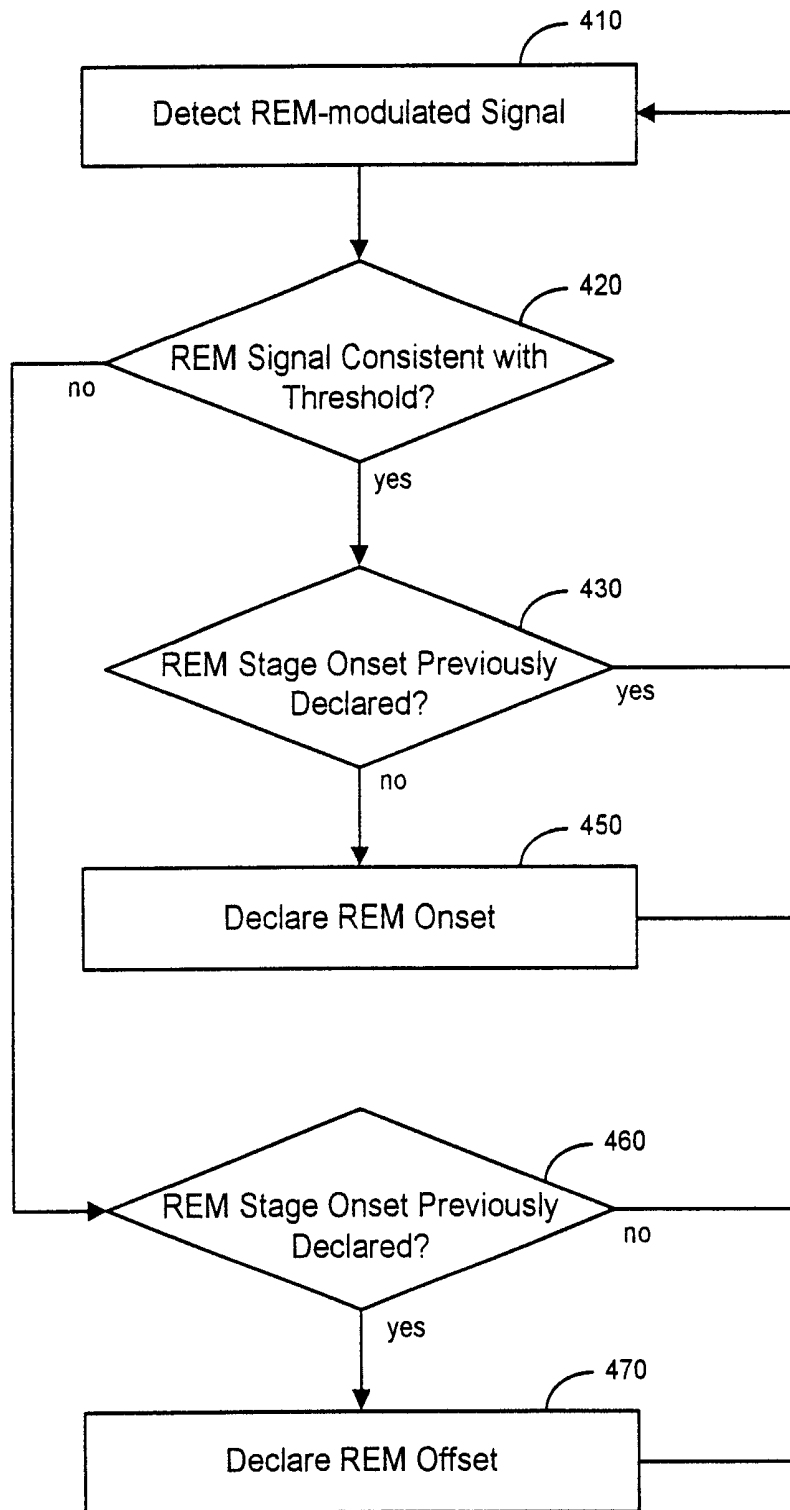 410
Detect REM-modulated Signal
420
REM Signal Consistent with
Threshold?
no
yes
430
REM Stage Onset Previously
Declared?
yes
no
450
Declare REM Onset
460
REM Stage Onset Previously
Declared?
no
yes
470
Declare REM Offset